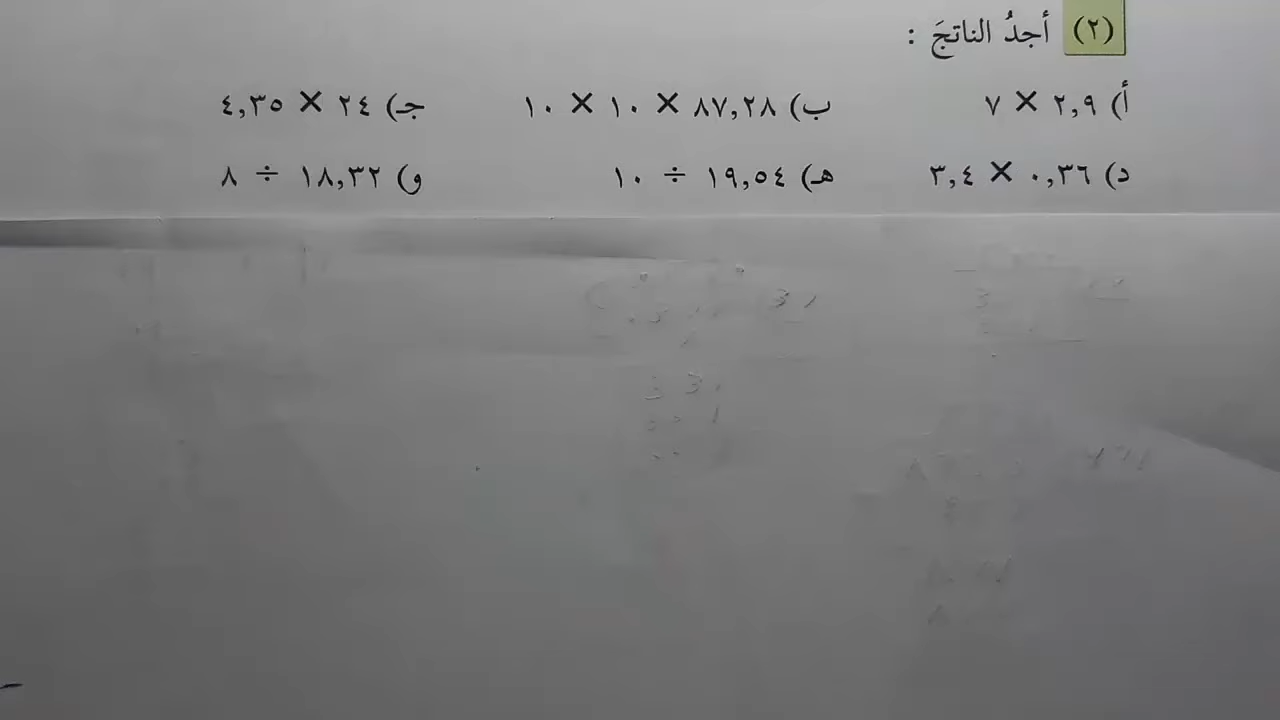 (٢) أجدُ الناتجَ :
أ) ٢,٩ × ٧ ب) ٨٧,٢٨ × ١٠ × ١٠ جـ) ٢٤ × ٤,٣٥
د) ٠,٣٦ × ٣,٤ هـ) ١٩,٥٤ ÷ ١٠ و) ١٨,٣٢ ÷ ٨